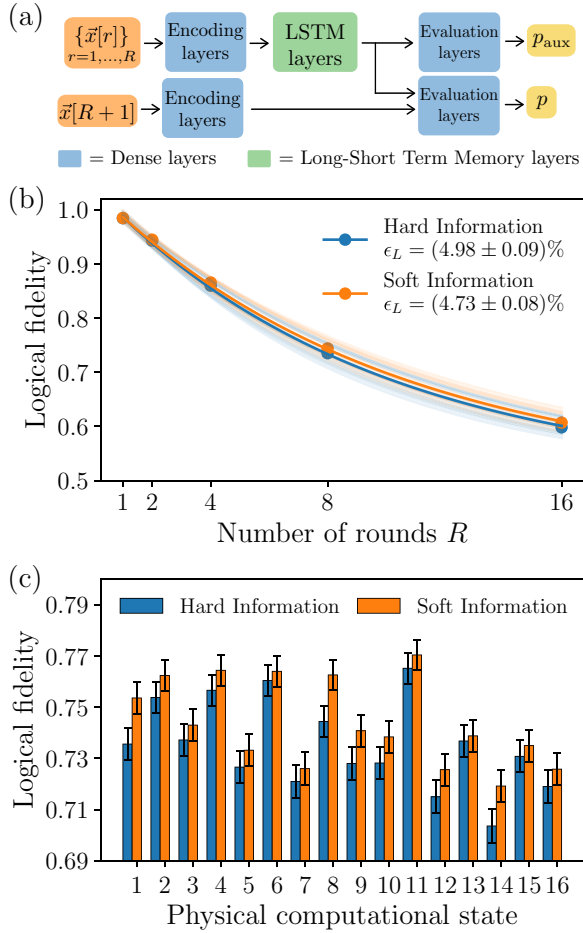 (a)
{x⃗[r]}
r=1,...,R
Encoding
layers
LSTM
layers
Evaluation
layers
p_aux
x⃗[R + 1]
Encoding
layers
Evaluation
layers
p
= Dense layers
= Long-Short Term Memory layers
(b)
Logical fidelity
1.0
0.9
0.8
0.7
0.6
0.5
Hard Information
ϵ_L = (4.98 ± 0.09)%
Soft Information
ϵ_L = (4.73 ± 0.08)%
1 2 4 8 16
Number of rounds R
(c)
Logical fidelity
0.79
0.77
0.75
0.73
0.71
0.69
Hard Information
Soft Information
1 2 3 4 5 6 7 8 9 10 11 12 13 14 15 16
Physical computational state